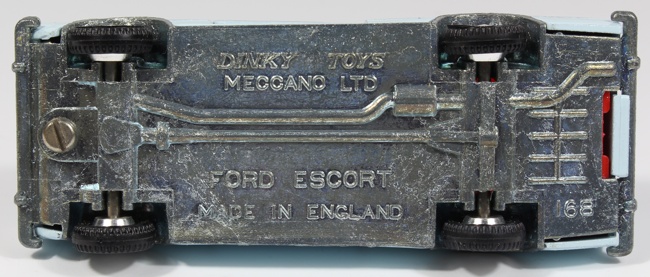 DINKY TOYS
MECCANO LTD
FORD ESCORT
MADE IN ENGLAND
168